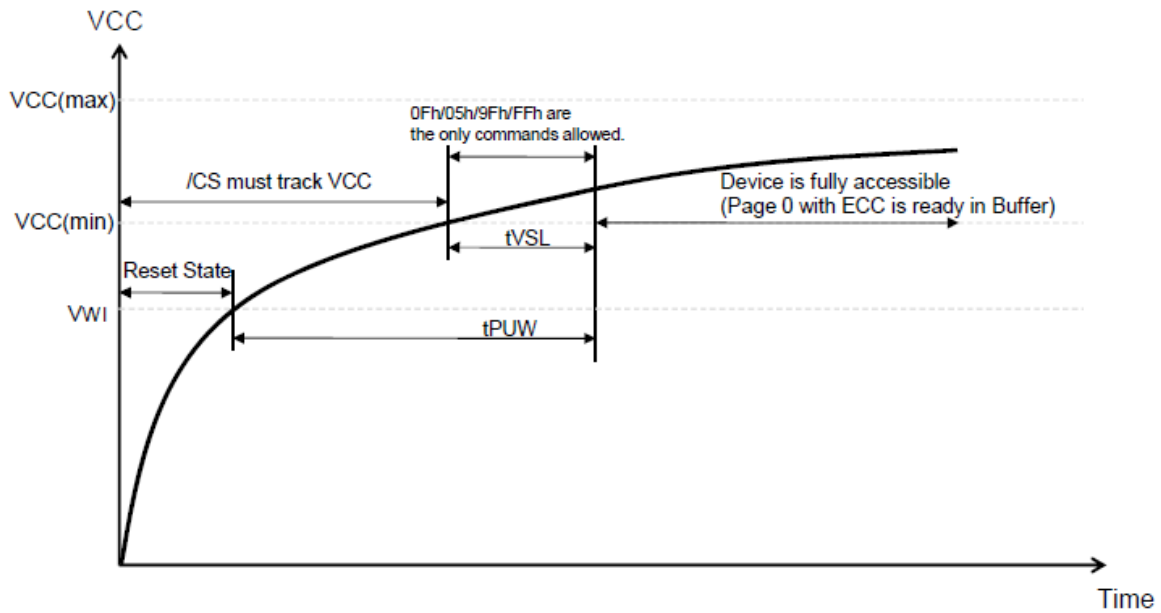 VCC
VCC(max)
0Fh/05h/9Fh/FFh are
the only commands allowed.
/CS must track VCC
Device is fully accessible
(Page 0 with ECC is ready in Buffer)
VCC(min)
tVSL
Reset State
VWI
tPUW
Time